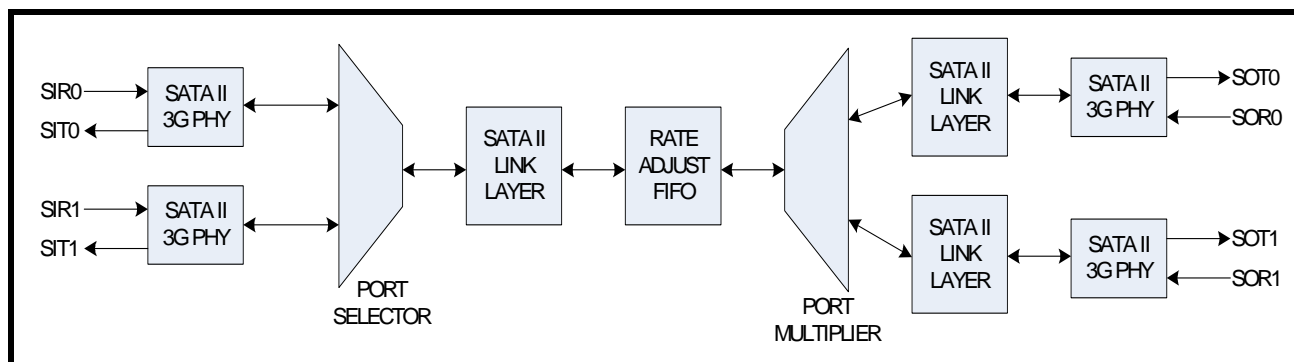 SIR0
SIT0
SATA II
3G PHY
SIR1
SIT1
SATA II
3G PHY
PORT
SELECTOR
SATA II
LINK
LAYER
RATE
ADJUST
FIFO
PORT
MULTIPLIER
SATA II
LINK
LAYER
SATA II
3G PHY
SOT0
SOR0
SATA II
LINK
LAYER
SATA II
3G PHY
SOT1
SOR1